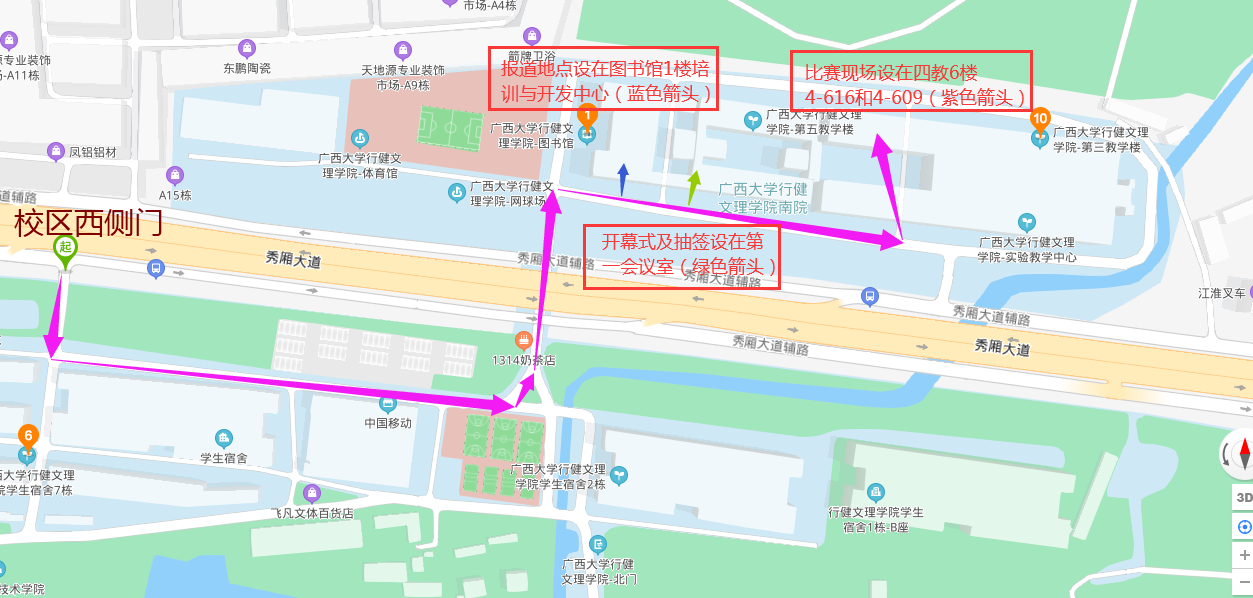 市场-A4栋
源专业装饰
场-A11栋
东鹏陶瓷
天地源专业装饰
市场-A9栋
箭牌卫浴
报道地点设在图书馆1楼培
训与开发中心（蓝色箭头）
比赛现场设在四教6楼
4-616和4-609（紫色箭头）
1
10
广西大学行健文
理学院-图书馆
广西大学行健文理
学院-第五教学楼
广西大学行健文理
学院-第三教学楼
凤铝铝材
A15栋
广西大学行健文
理学院-体育馆
广西大学行健文
理学院-网球场
广西大学行健
文理学院南院
道辅路
校区西侧门
起
秀厢大道
秀厢大道辅路
开幕式及抽签设在第
一会议室（绿色箭头）
秀厢大道辅路
广西大学行健文理
学院-实验教学中心
江淮叉车
秀厢大道辅路
秀厢大道
秀厢大道辅路
1314奶茶店
中国移动
6
学生宿舍
西大学行健文理
院学生宿舍7栋
广西大学行健文理
学院学生宿舍2栋
飞凡文体百货店
行健文理学院学生
宿舍1栋-B座
广西大学行健
文理学院-北门
技术学院
3D
+
−